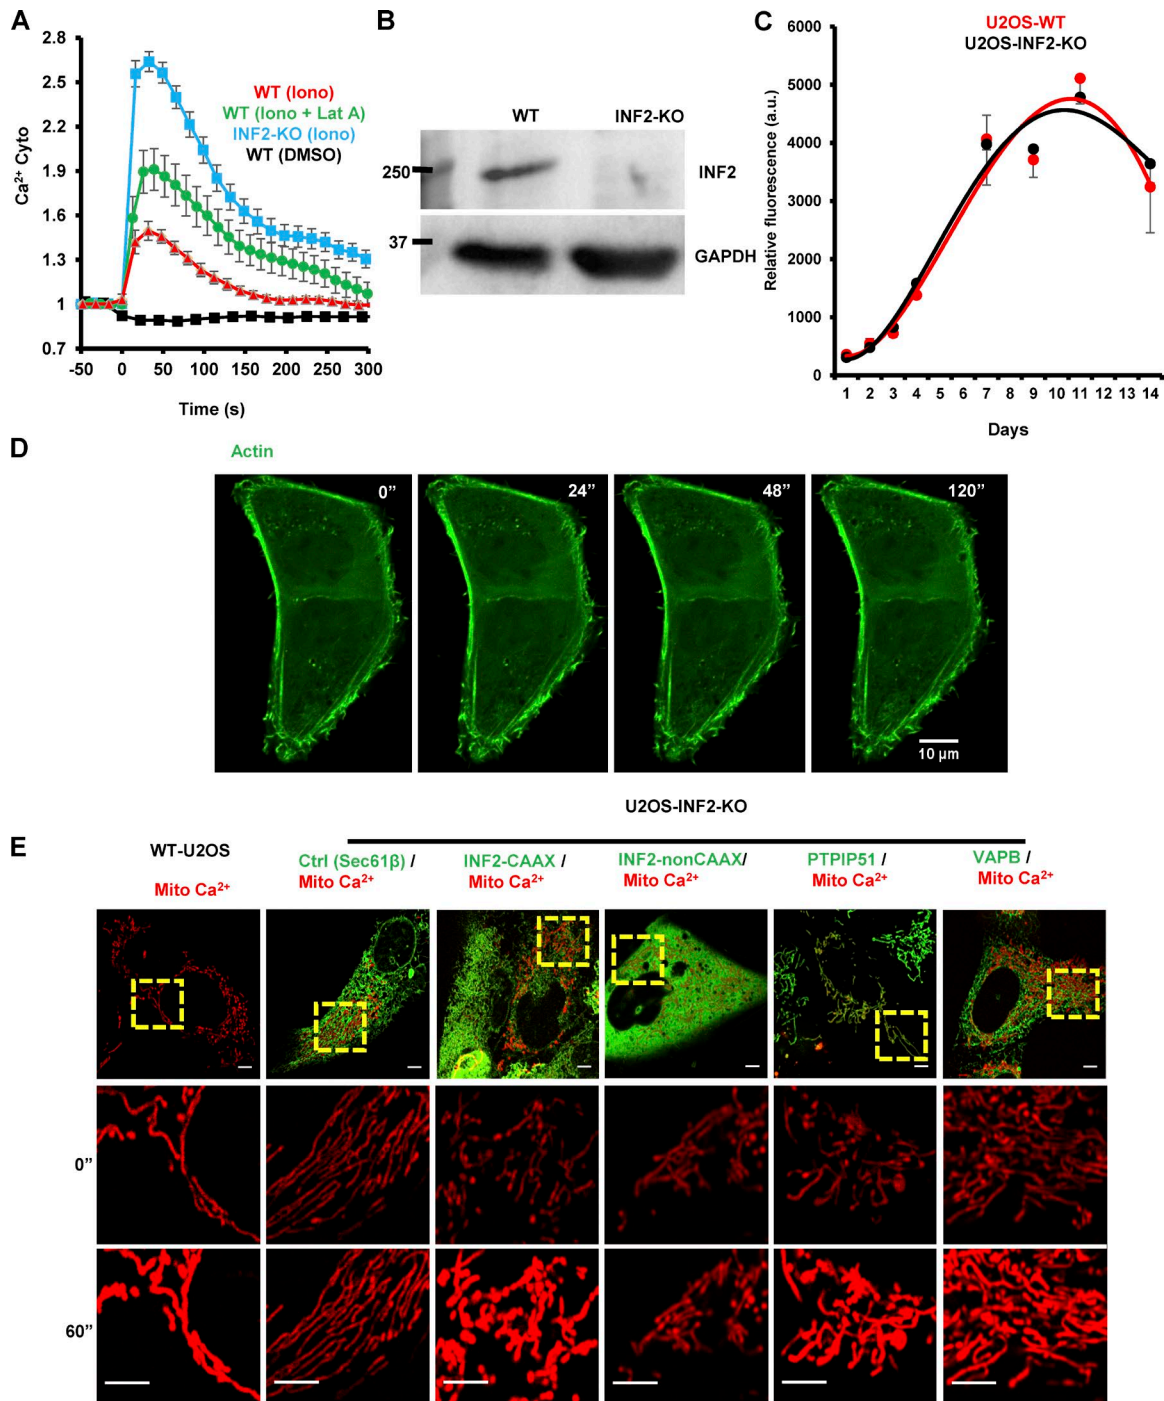 A
Ca²⁺ Cyto
2.8
2.5
2.2
1.9
1.6
1.3
1
0.7
WT (Iono)
WT (Iono + Lat A)
INF2-KO (Iono)
WT (DMSO)
-50 0 50 100 150 200 250 300
Time (s)
B
WT INF2-KO
250
INF2
37
GAPDH
C
U2OS-WT
U2OS-INF2-KO
Relative fluorescence (a.u.)
6000
5000
4000
3000
2000
1000
0
1 2 3 4 5 6 7 8 9 10 11 12 13 14
Days
D
Actin
0” 24” 48” 120”
10 µm
U2OS-INF2-KO
E
WT-U2OS
Mito Ca²⁺
Ctrl (Sec61β) /
Mito Ca²⁺
INF2-CAAX /
Mito Ca²⁺
INF2-nonCAAX/
Mito Ca²⁺
PTPIP51 /
Mito Ca²⁺
VAPB /
Mito Ca²⁺
0”
60”